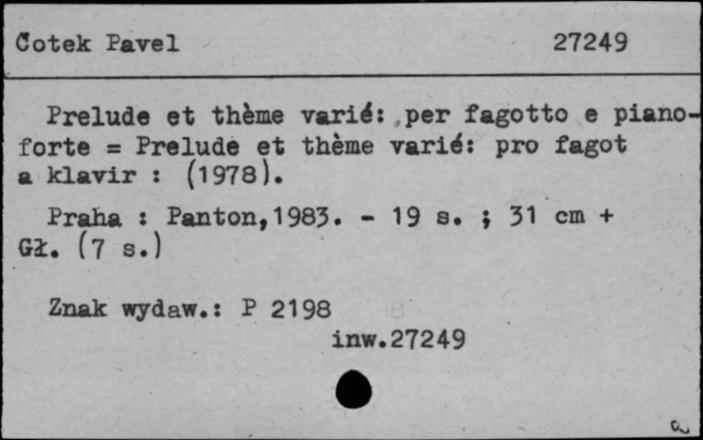 Čotek Pavel 27249
Prelude et thème varié: per fagotto e piano-
forte = Prelude et thème varié: pro fagot
a klavir : (1978).
Praha : Panton,1983. - 19 s. ; 31 cm +
Gł. (7 s.)
Znak wydaw.: P 2198
inw.27249